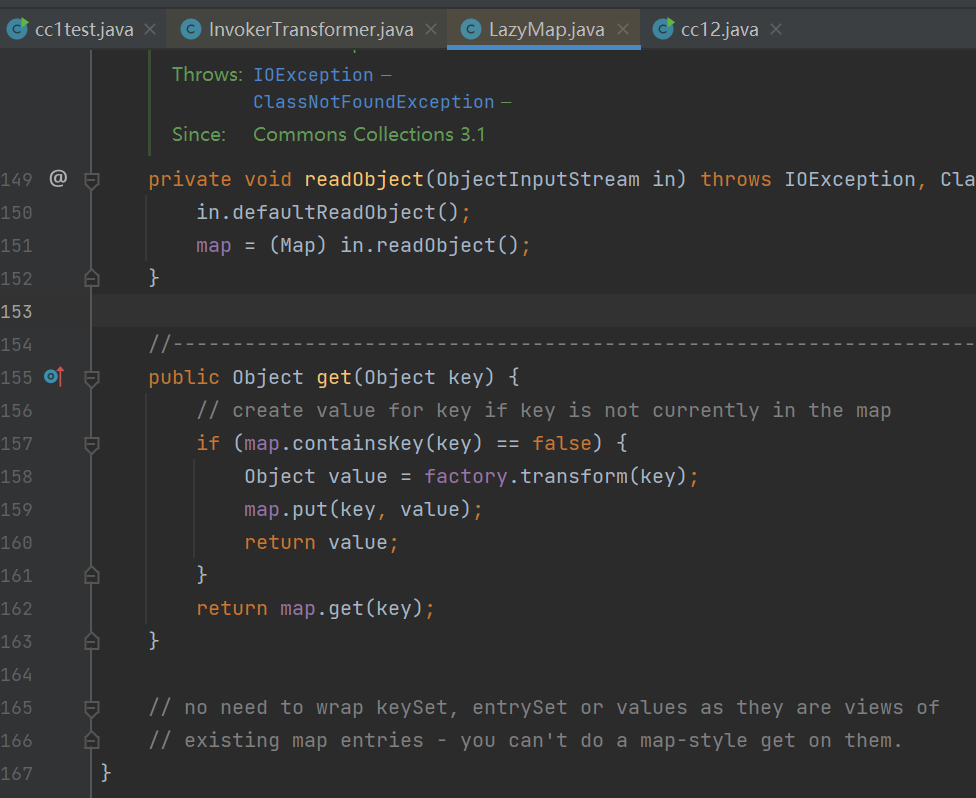 cc1test.java InvokerTransformer.java LazyMap.java cc12.java
Throws: IOException –
ClassNotFoundException –
Since: Commons Collections 3.1
149 @ private void readObject(ObjectInputStream in) throws IOException, Cla
150 in.defaultReadObject();
151 map = (Map) in.readObject();
152 }
153
154 //-----------------------------------------------------------------------
155 public Object get(Object key) {
156 // create value for key if key is not currently in the map
157 if (map.containsKey(key) == false) {
158 Object value = factory.transform(key);
159 map.put(key, value);
160 return value;
161 }
162 return map.get(key);
163 }
164
165 // no need to wrap keySet, entrySet or values as they are views of
166 // existing map entries - you can't do a map-style get on them.
167 }